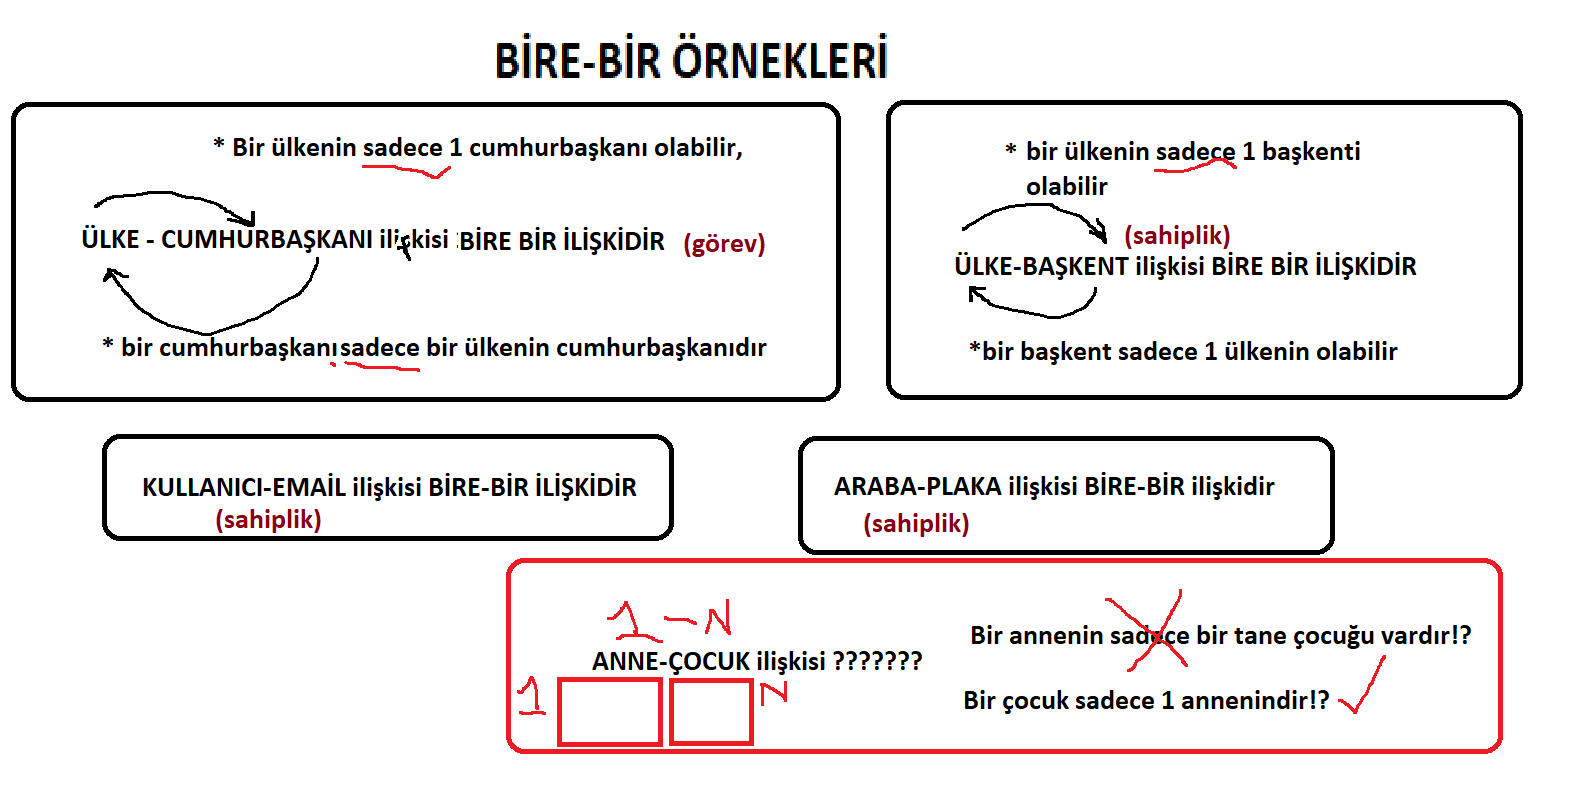 BİRE-BİR ÖRNEKLERİ
* Bir ülkenin sadece 1 cumhurbaşkanı olabilir,
ÜLKE - CUMHURBAŞKANI ilişkisi BİRE BİR İLİŞKİDİR (görev)
* bir cumhurbaşkanı sadece bir ülkenin cumhurbaşkanıdır
* bir ülkenin sadece 1 başkenti
olabilir
(sahiplik)
ÜLKE-BAŞKENT ilişkisi BİRE BİR İLİŞKİDİR
*bir başkent sadece 1 ülkenin olabilir
KULLANICI-EMAİL ilişkisi BİRE-BİR İLİŞKİDİR
(sahiplik)
ARABA-PLAKA ilişkisi BİRE-BİR ilişkidir
(sahiplik)
1 - N
ANNE-ÇOCUK ilişkisi ???????
1 N
Bir annenin sadece bir tane çocuğu vardır!?
Bir çocuk sadece 1 annenindir!?